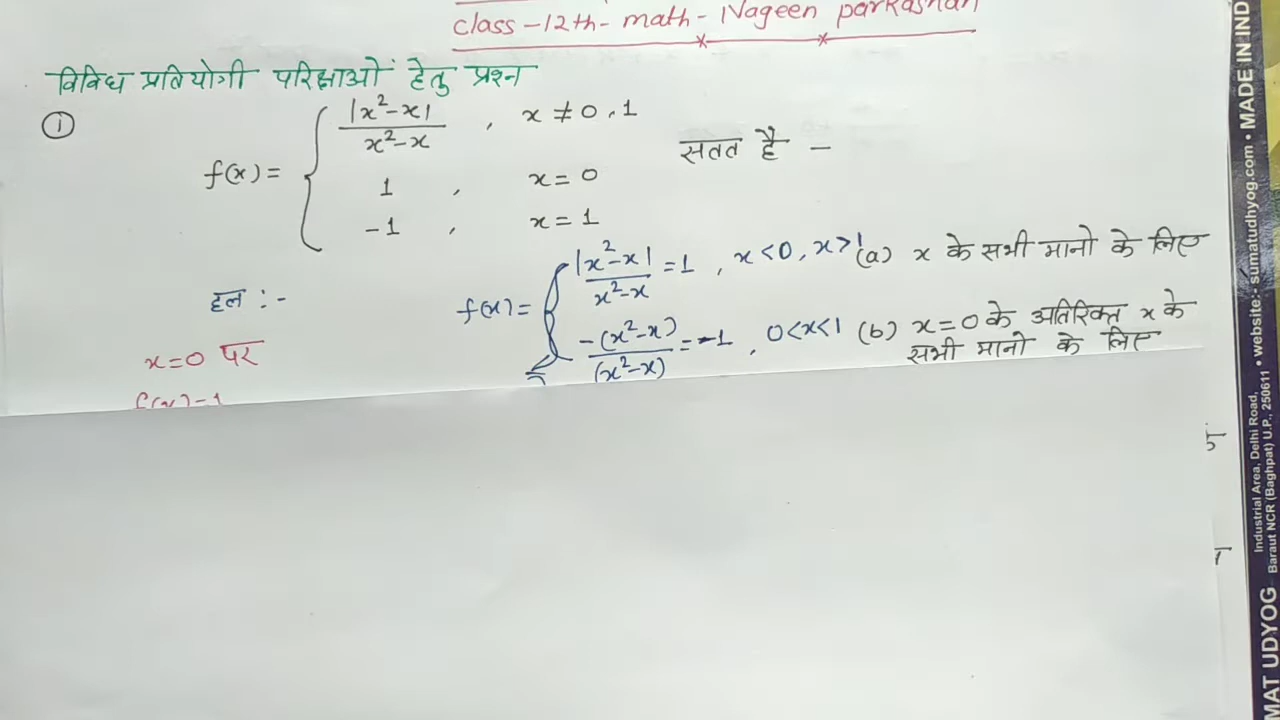 class-12th-math-Nageen parkashan
विविध प्रतियोगी परिक्षाओं हेतु प्रश्न
①
f(x) = { |x²-x| / x²-x , x ≠ 0, 1
1 , x = 0
-1 , x = 1
सतत है -
हल :-
f(x) = { |x²-x| / x²-x = 1 , x<0, x>1
-(x²-x) / (x²-x) = -1 , 0<x<1
(a) x के सभी मानो के लिए
(b) x=0 के अतिरिक्त x के
सभी मानो के लिए
x=0 पर
f(x)=1
MAT UDYOG
Industrial Area, Delhi Road,
Baraut NCR (Baghpat) U.P., 250611
• website:- sumatudhyog.com • MADE IN IND